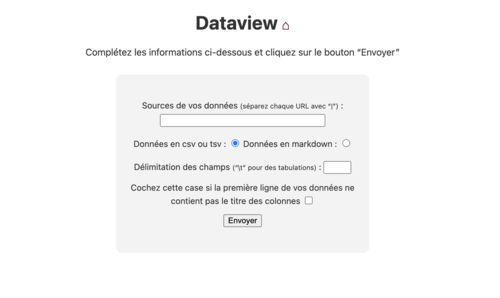 Dataview ⌂
Complétez les informations ci-dessous et cliquez sur le bouton “Envoyer”
Sources de vos données (séparez chaque URL avec "|") :
Données en csv ou tsv : Données en markdown :
Délimitation des champs ("\t" pour des tabulations) :
Cochez cette case si la première ligne de vos données ne
contient pas le titre des colonnes
Envoyer